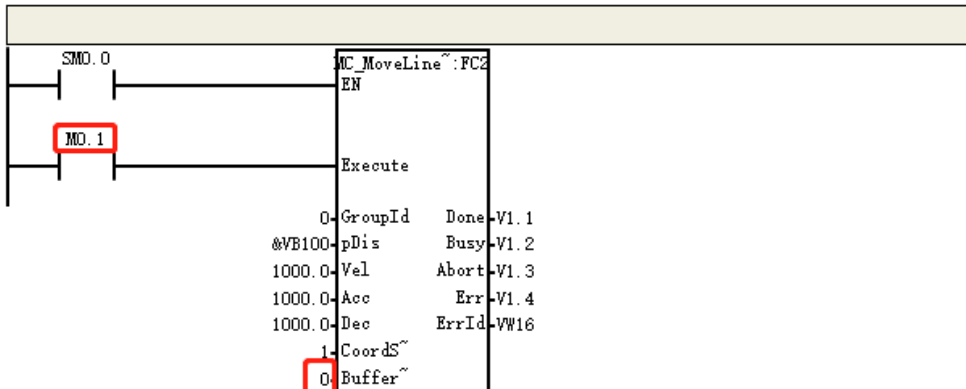 SM0.0
MC_MoveLine~:FC2
EN
M0.1
Execute
0 GroupId Done V1.1
&VB100 pDis Busy V1.2
1000.0 Vel Abort V1.3
1000.0 Acc Err V1.4
1000.0 Dec ErrId VW16
1 CoordS~
0 Buffer~